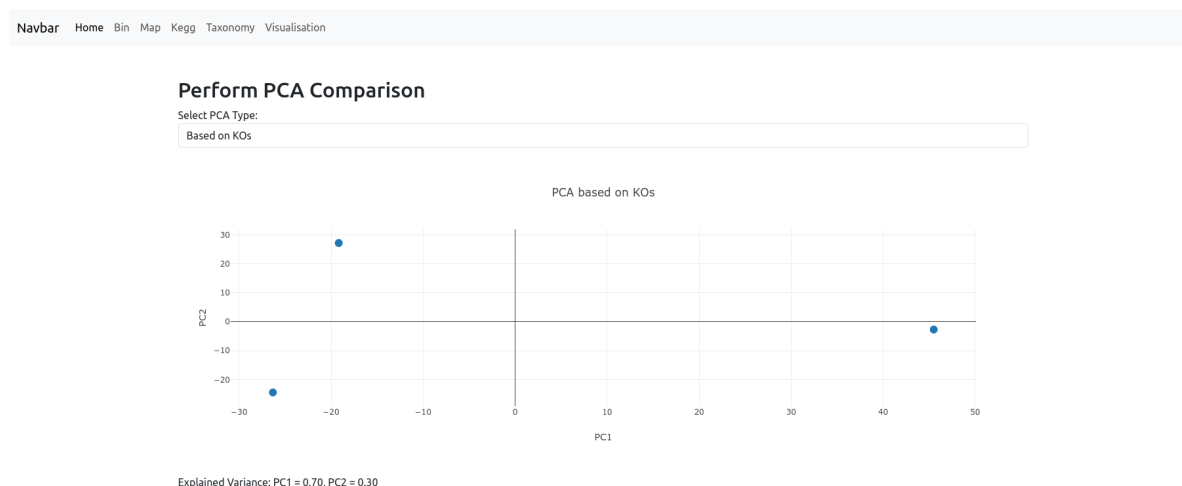 Navbar Home Bin Map Kegg Taxonomy Visualisation
Perform PCA Comparison
Select PCA Type:
Based on KOs
PCA based on KOs
30
20
10
0
−10
−20
PC2
−30 −20 −10 0 10 20 30 40 50
PC1
Explained Variance: PC1 = 0.70, PC2 = 0.30